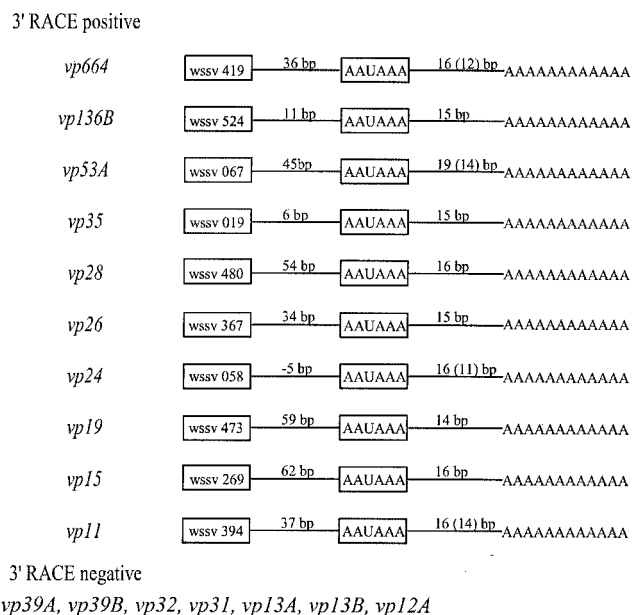 3' RACE positive
vp664 wssv 419 36 bp AAUAAA 16 (12) bp AAAAAAAAAAAA
vp136B wssv 524 11 bp AAUAAA 15 bp AAAAAAAAAAAA
vp53A wssv 067 45bp AAUAAA 19 (14) bp AAAAAAAAAAAA
vp35 wssv 019 6 bp AAUAAA 15 bp AAAAAAAAAAAA
vp28 wssv 480 54 bp AAUAAA 16 bp AAAAAAAAAAAA
vp26 wssv 367 34 bp AAUAAA 15 bp AAAAAAAAAAAA
vp24 wssv 058 -5 bp AAUAAA 16 (11) bp AAAAAAAAAAAA
vp19 wssv 473 59 bp AAUAAA 14 bp AAAAAAAAAAAA
vp15 wssv 269 62 bp AAUAAA 16 bp AAAAAAAAAAAA
vp11 wssv 394 37 bp AAUAAA 16 (14) bp AAAAAAAAAAAA
3' RACE negative
vp39A, vp39B, vp32, vp31, vp13A, vp13B, vp12A